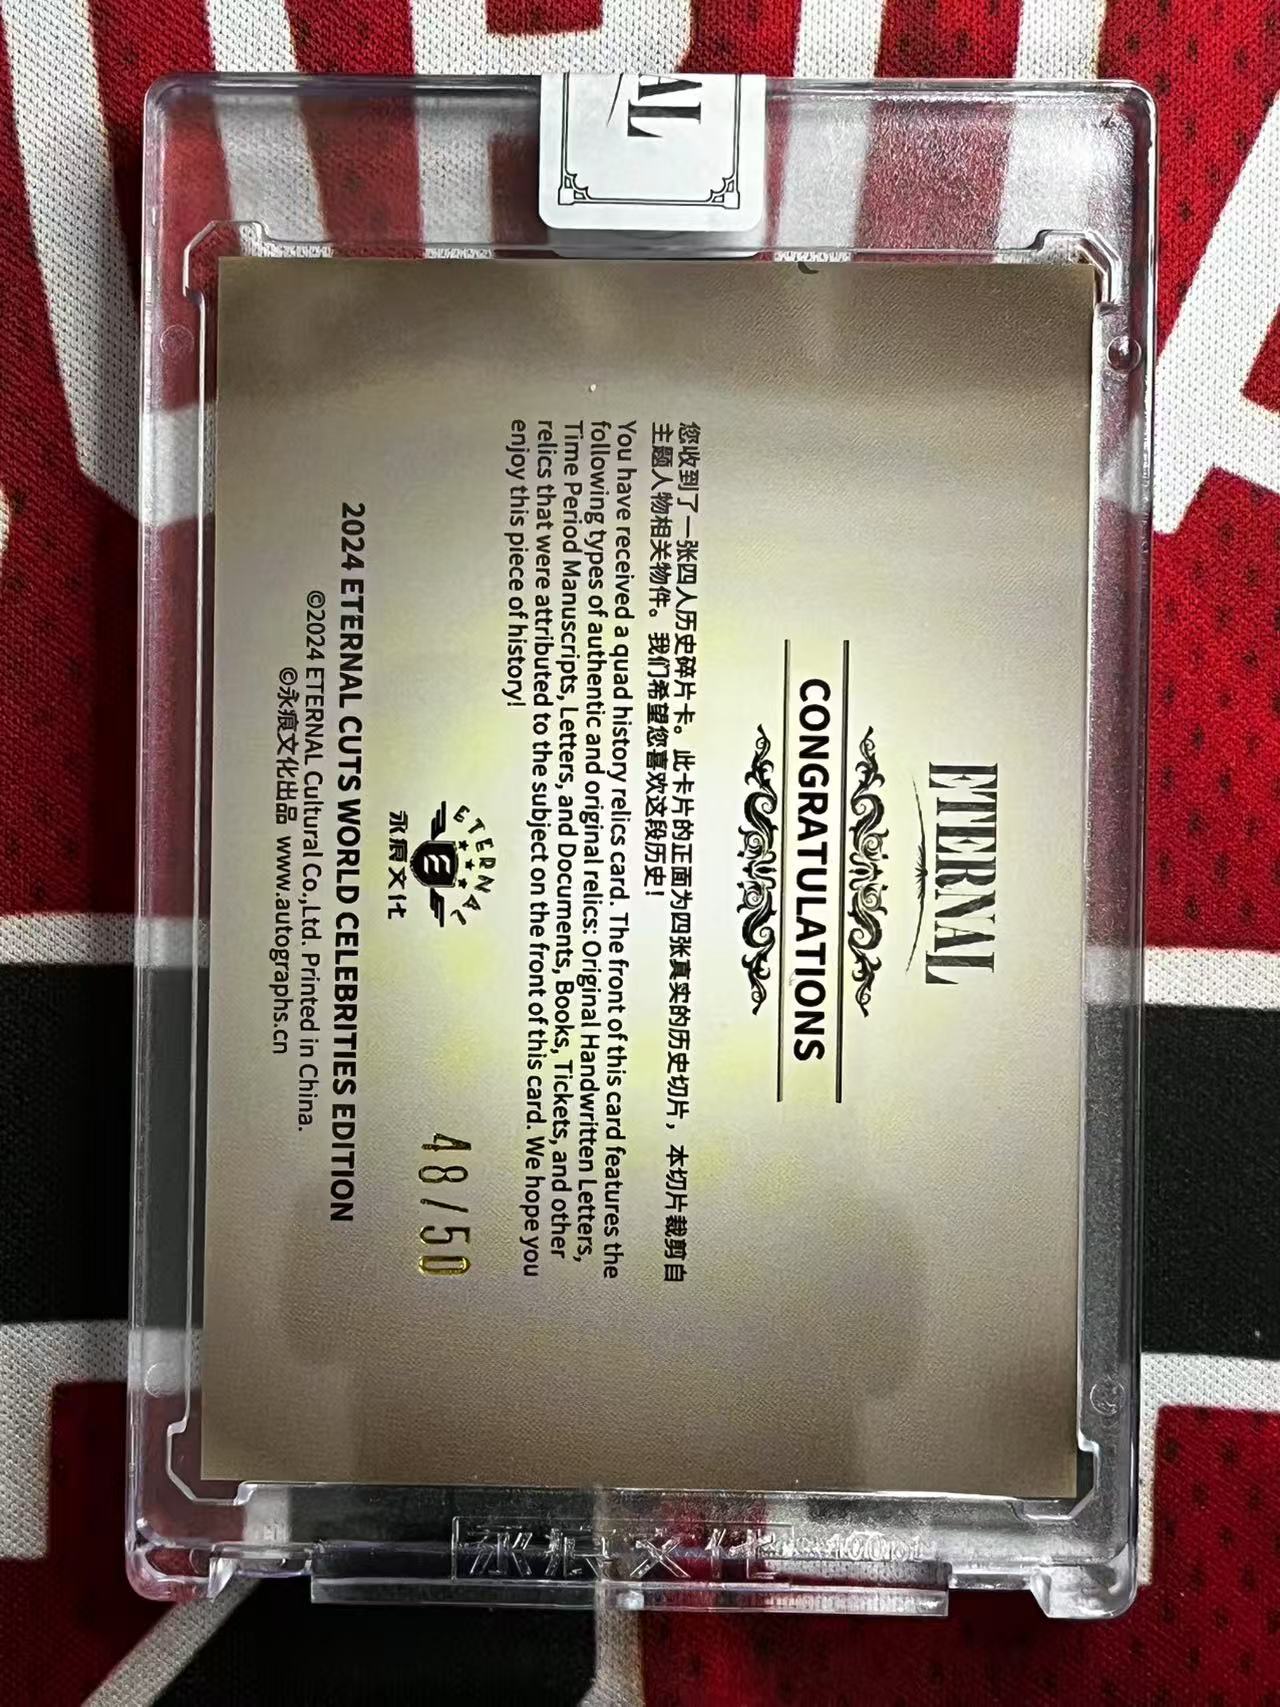 ETERNAL
CONGRATULATIONS
您收到了一张四人历史碎片卡。此卡片的正面为四张真实的历史切片，本切片裁剪自
主题人物相关物件。我们希望您喜欢这段历史！
You have received a quad history relics card. The front of this card features the
following types of authentic and original relics: Original Handwritten Letters,
Time Period Manuscripts, Letters, and Documents, Books, Tickets, and other
relics that were attributed to the subject on the front of this card. We hope you
enjoy this piece of history!
ETERNAL
E
永痕文化
48/50
2024 ETERNAL CUTS WORLD CELEBRITIES EDITION
©2024 ETERNAL Cultural Co.,Ltd. Printed in China.
©永痕文化出品 www.autographs.cn
AL
永痕文化 100pt